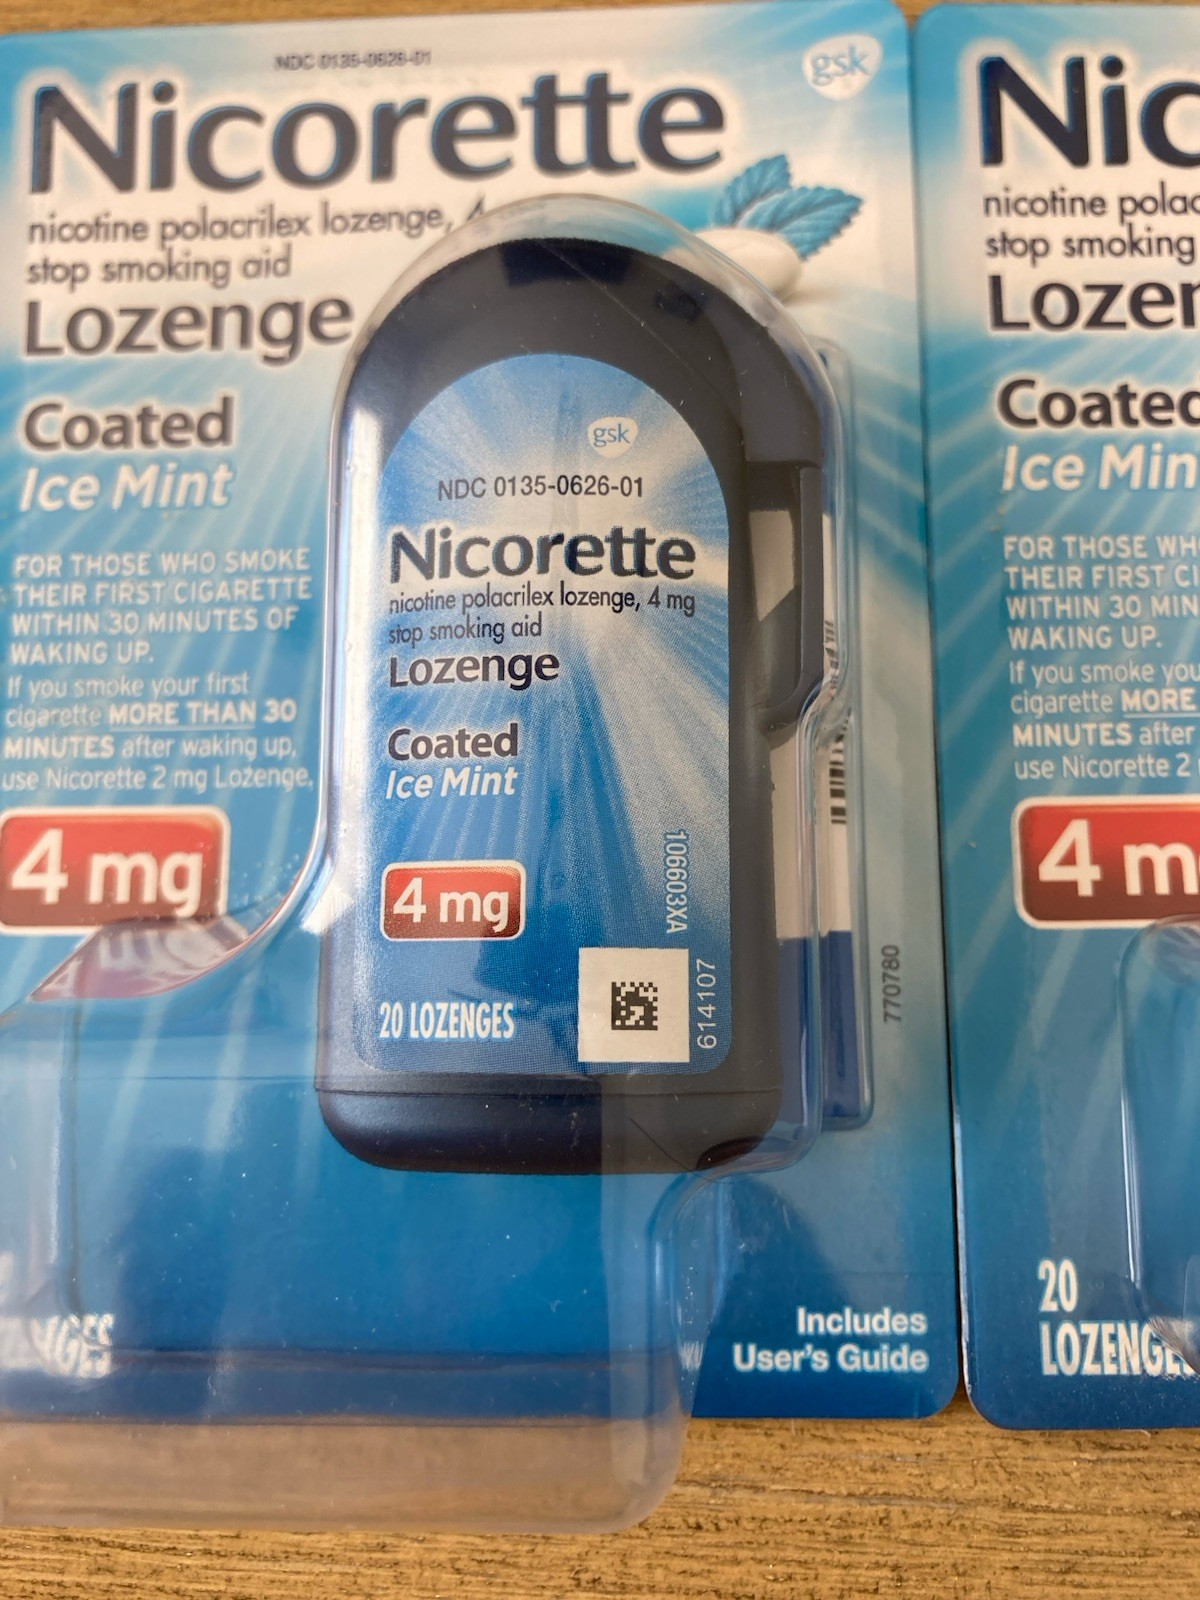 NDC 0135-0626-01
gsk
Nicorette
nicotine polacrilex lozenge, 4
stop smoking aid
Lozenge
Coated
Ice Mint
FOR THOSE WHO SMOKE
THEIR FIRST CIGARETTE
WITHIN 30 MINUTES OF
WAKING UP.
If you smoke your first
cigarette MORE THAN 30
MINUTES after waking up,
use Nicorette 2 mg Lozenge.
4 mg
gsk
NDC 0135-0626-01
Nicorette
nicotine polacrilex lozenge, 4 mg
stop smoking aid
Lozenge
Coated
Ice Mint
4 mg
106603XA
20 LOZENGES
614107
770780
Includes
User's Guide
Nic
nicotine polac
stop smoking
Lozen
Coated
Ice Min
FOR THOSE WH
THEIR FIRST CI
WITHIN 30 MIN
WAKING UP.
If you smoke you
cigarette MORE
MINUTES after
use Nicorette 2
4 m
20
LOZENGE